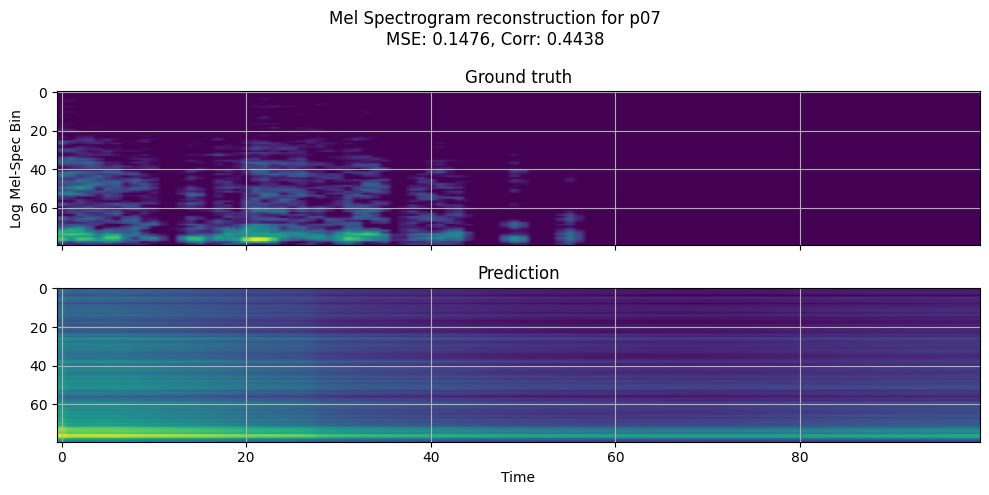 Mel Spectrogram reconstruction for p07
MSE: 0.1476, Corr: 0.4438
Ground truth
0
20
40
60
Log Mel-Spec Bin
Prediction
0
20
40
60
0 20 40 60 80
Time